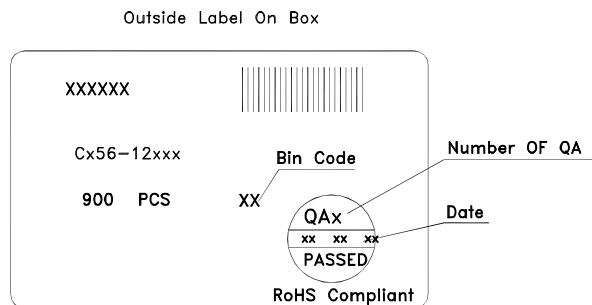 Outside Label On Box
XXXXXX
Cx56-12xxx
Bin Code
Number OF QA
900 PCS
XX
QAx
Date
xx xx xx
PASSED
RoHS Compliant